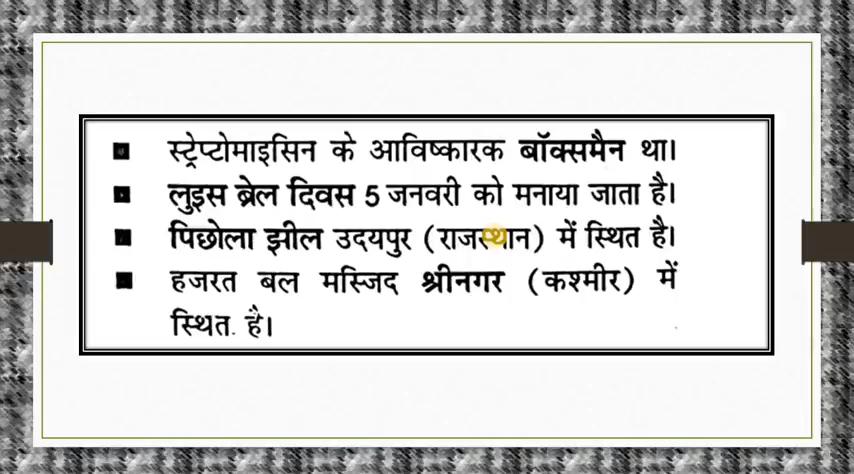 ▪ स्ट्रेप्टोमाइसिन के आविष्कारक बॉक्समैन था।
▪ लुइस ब्रेल दिवस 5 जनवरी को मनाया जाता है।
▪ पिछोला झील उदयपुर (राजस्थान) में स्थित है।
▪ हजरत बल मस्जिद श्रीनगर (कश्मीर) में
स्थित है।